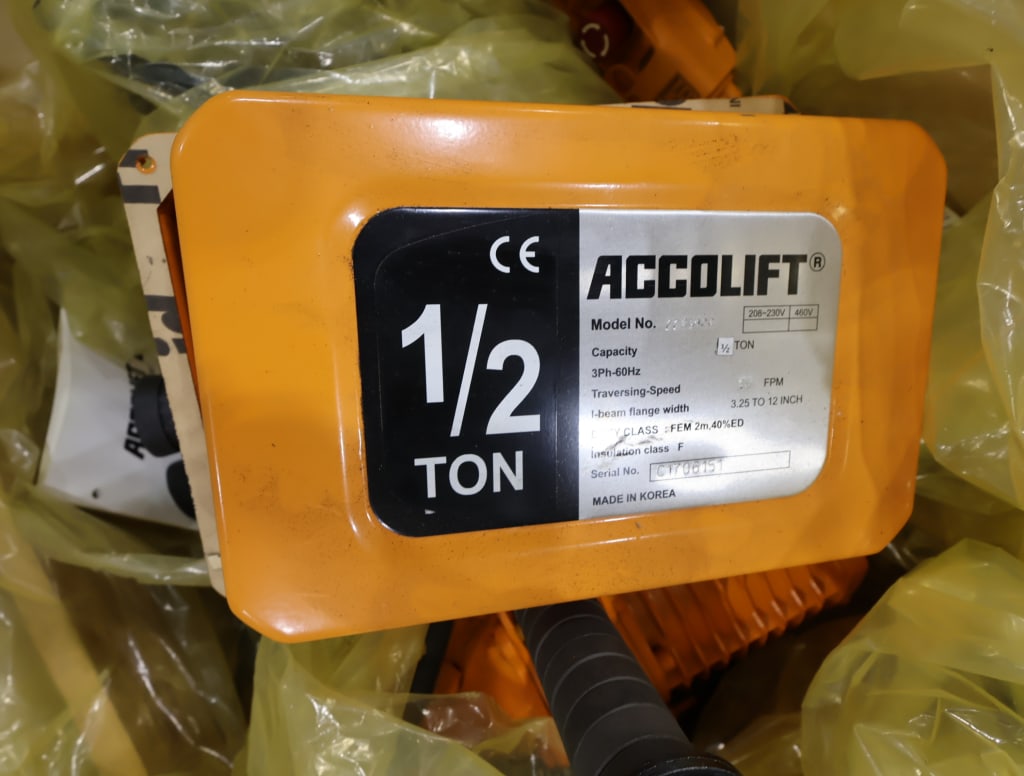 CE
1/2
TON
ACCOLIFT®
Model No.
208~230V 460V
Capacity ½ TON
3Ph-60Hz
Traversing-Speed FPM
I-beam flange width 3.25 TO 12 INCH
CLASS : FEM 2m,40%ED
Insulation class F
Serial No.
MADE IN KOREA